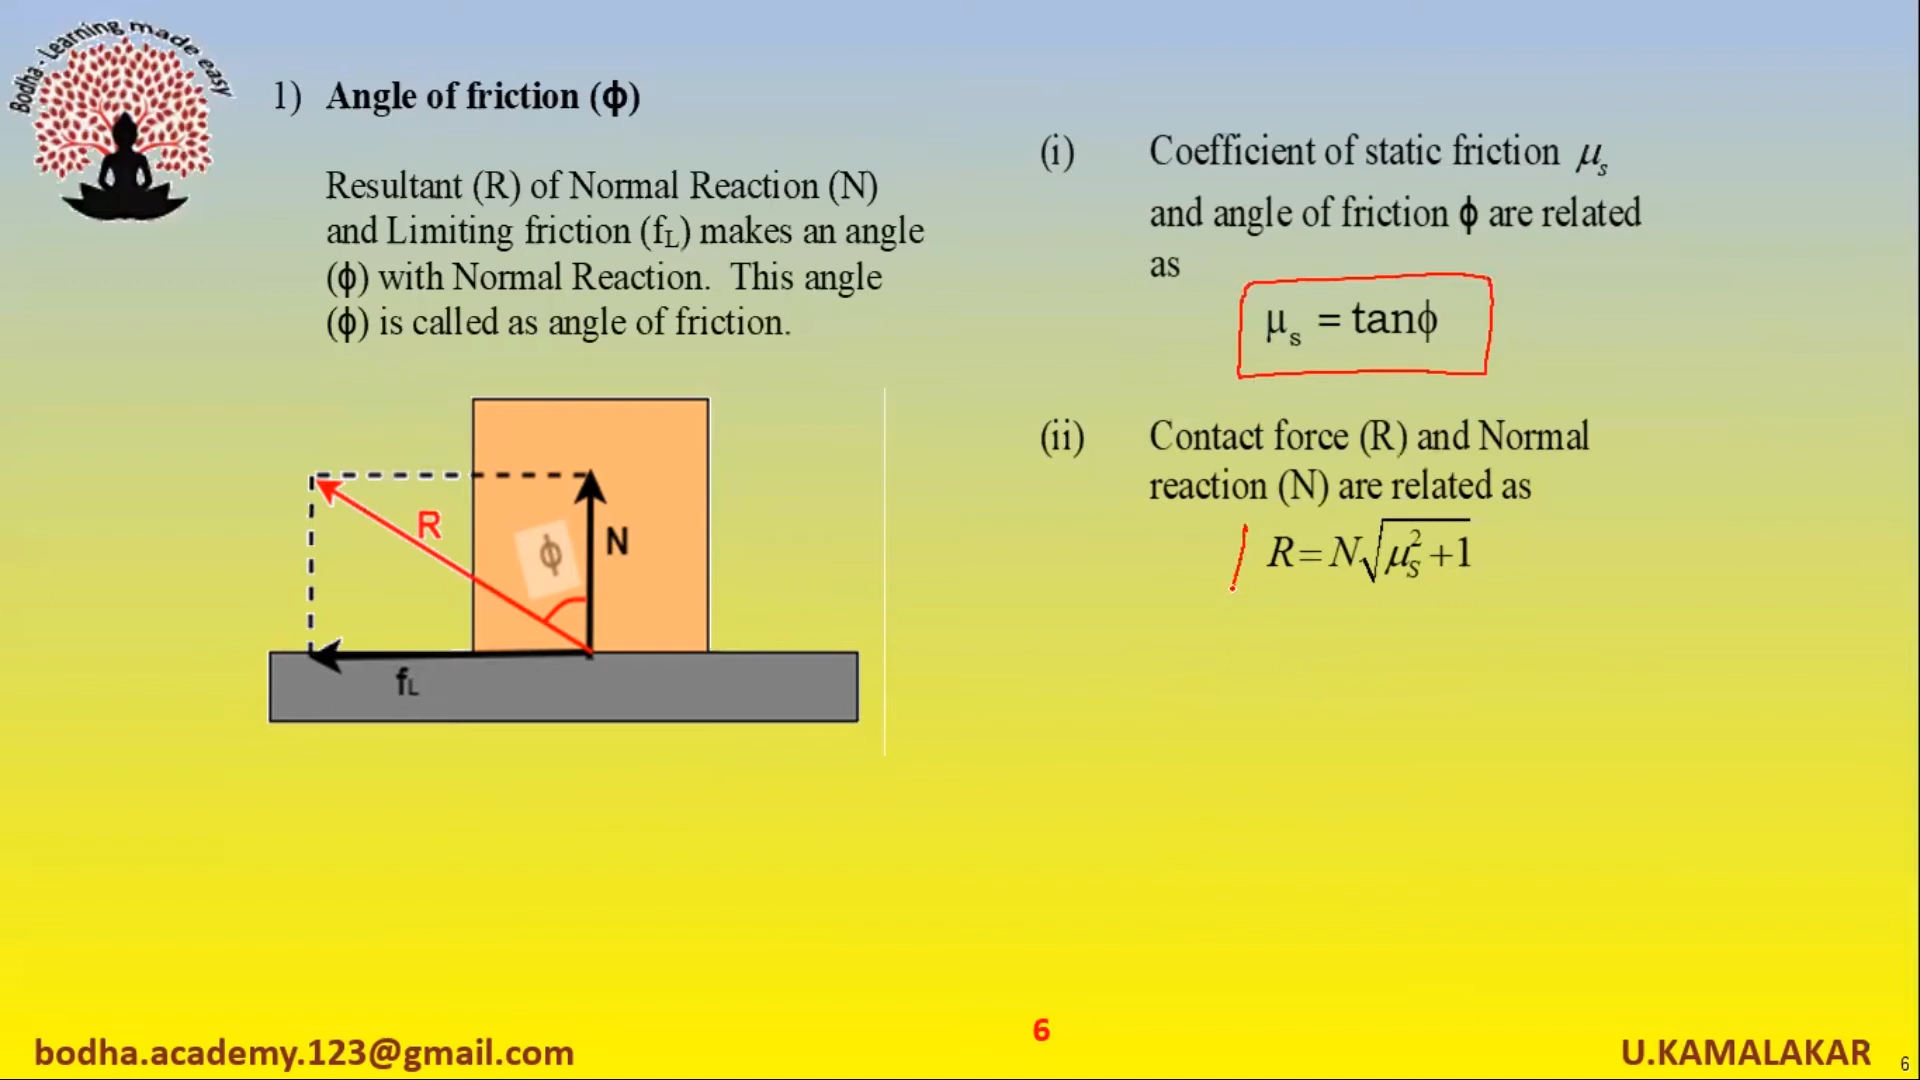 Bodha - Learning made easy
1) Angle of friction (ϕ)
Resultant (R) of Normal Reaction (N)
and Limiting friction (fL) makes an angle
(ϕ) with Normal Reaction. This angle
(ϕ) is called as angle of friction.
R
ϕ
N
fL
(i) Coefficient of static friction μs
and angle of friction ϕ are related
as
μs = tanϕ
(ii) Contact force (R) and Normal
reaction (N) are related as
R = N√(μs² + 1)
6
bodha.academy.123@gmail.com
U.KAMALAKAR
6